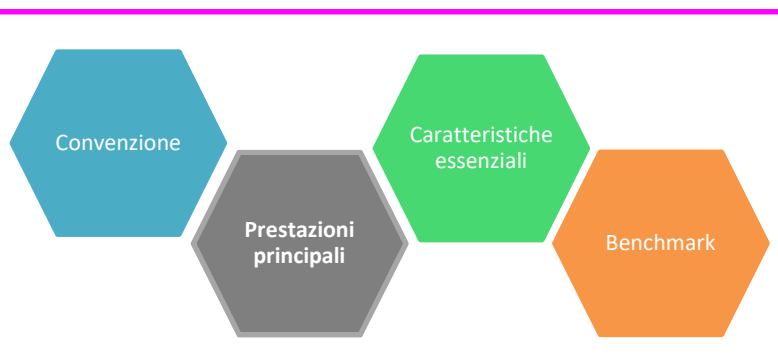 Convenzione
Prestazioni
principali
Caratteristiche
essenziali
Benchmark